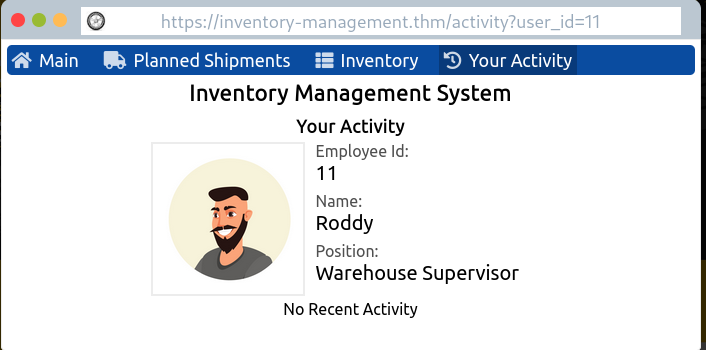 https://inventory-management.thm/activity?user_id=11
Main Planned Shipments Inventory Your Activity
Inventory Management System
Your Activity
Employee Id:
11
Name:
Roddy
Position:
Warehouse Supervisor
No Recent Activity